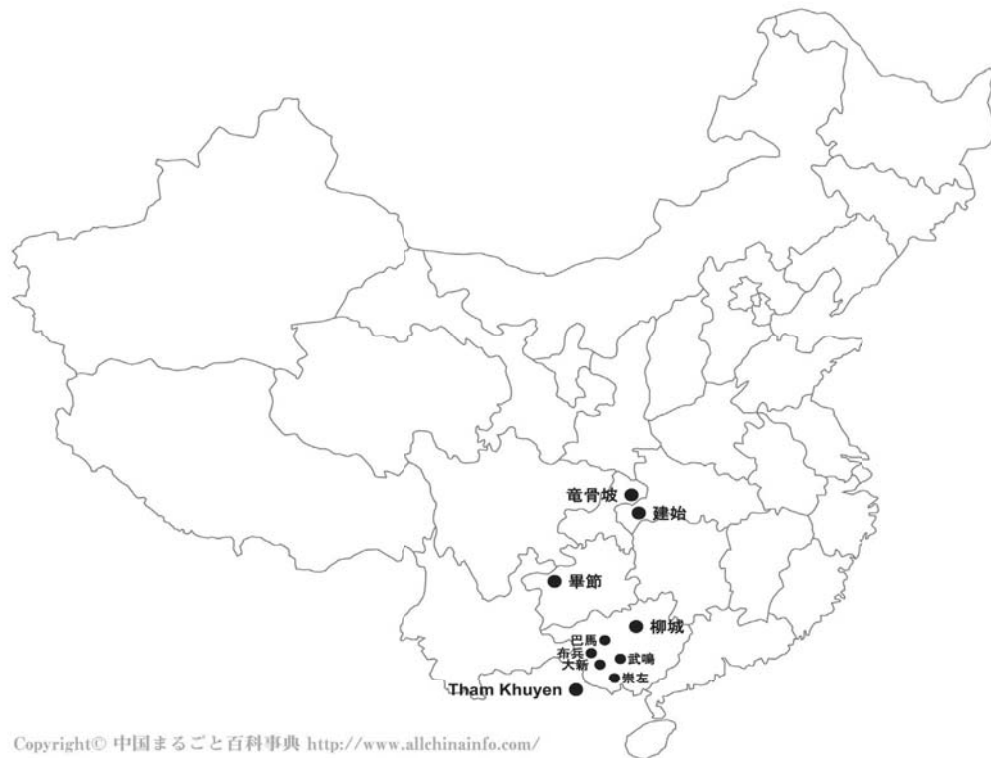 竜骨坡
建始
畢節
柳城
巴馬
布兵
武鳴
大新
崇左
Tham Khuyen
Copyright© 中国まるごと百科事典 http://www.allchinainfo.com/